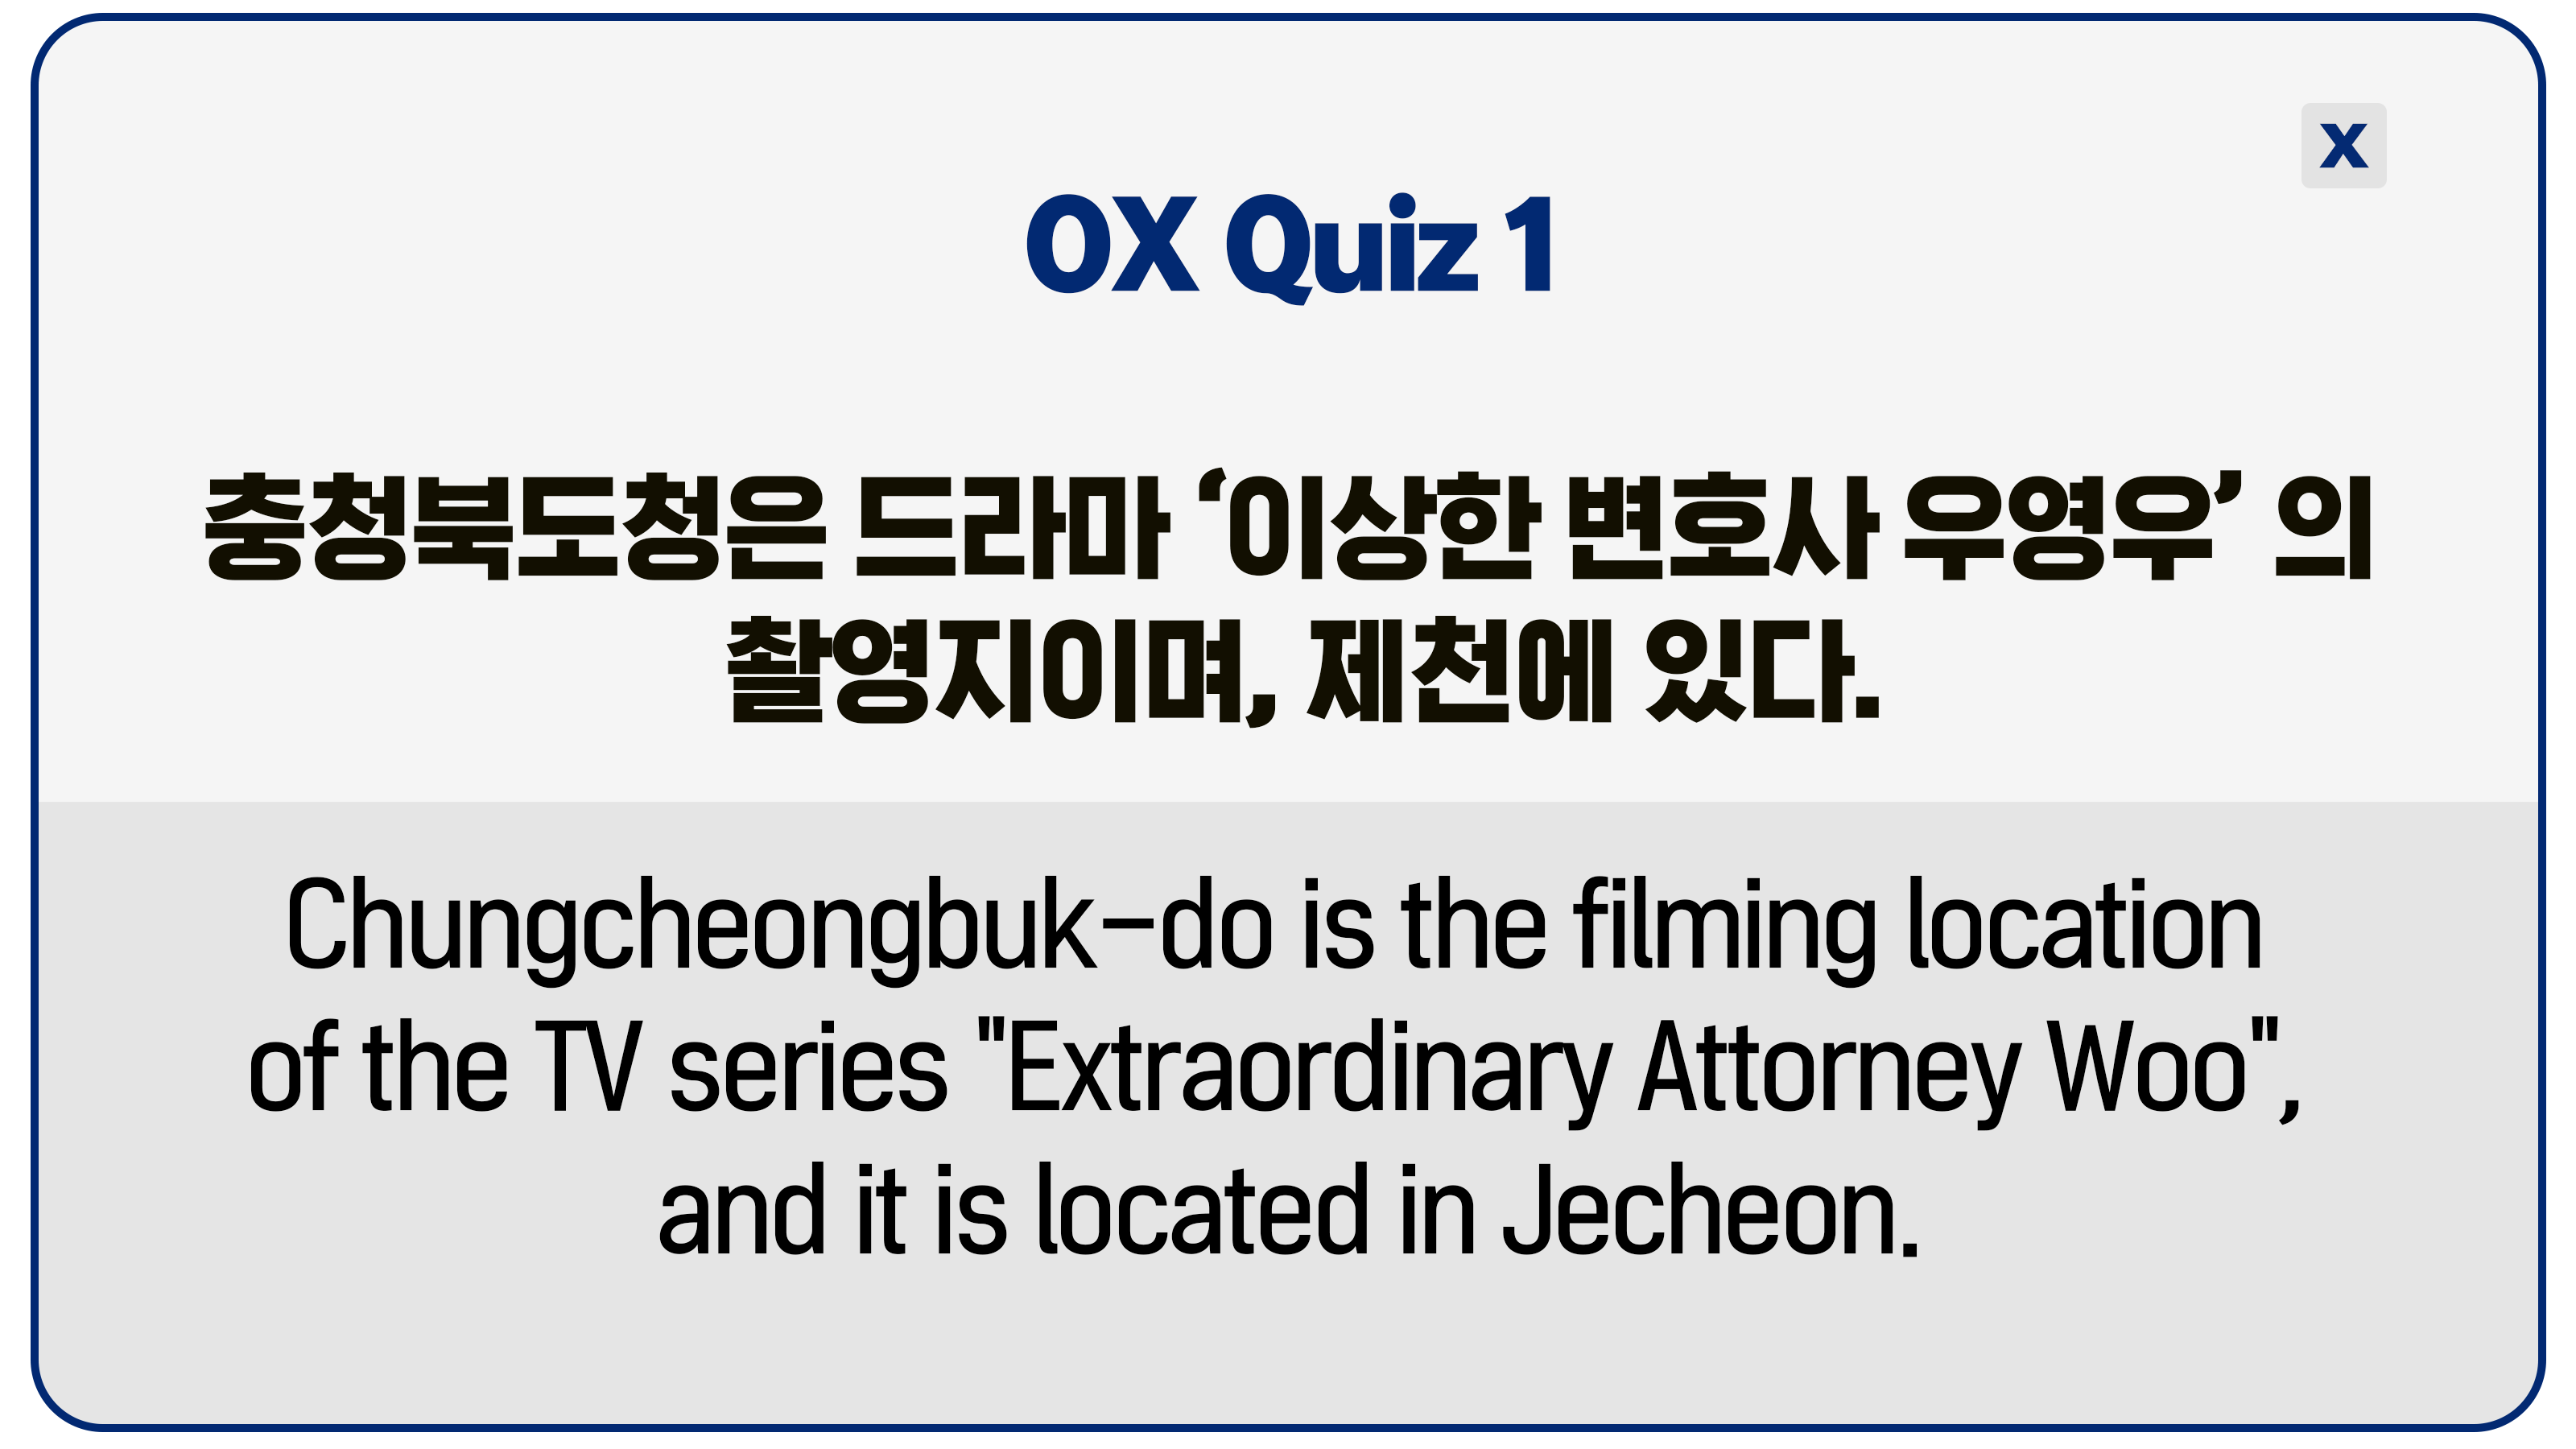 X
OX Quiz 1
충청북도청은 드라마 ‘이상한 변호사 우영우’ 의
촬영지이며, 제천에 있다.
Chungcheongbuk-do is the filming location
of the TV series "Extraordinary Attorney Woo",
and it is located in Jecheon.